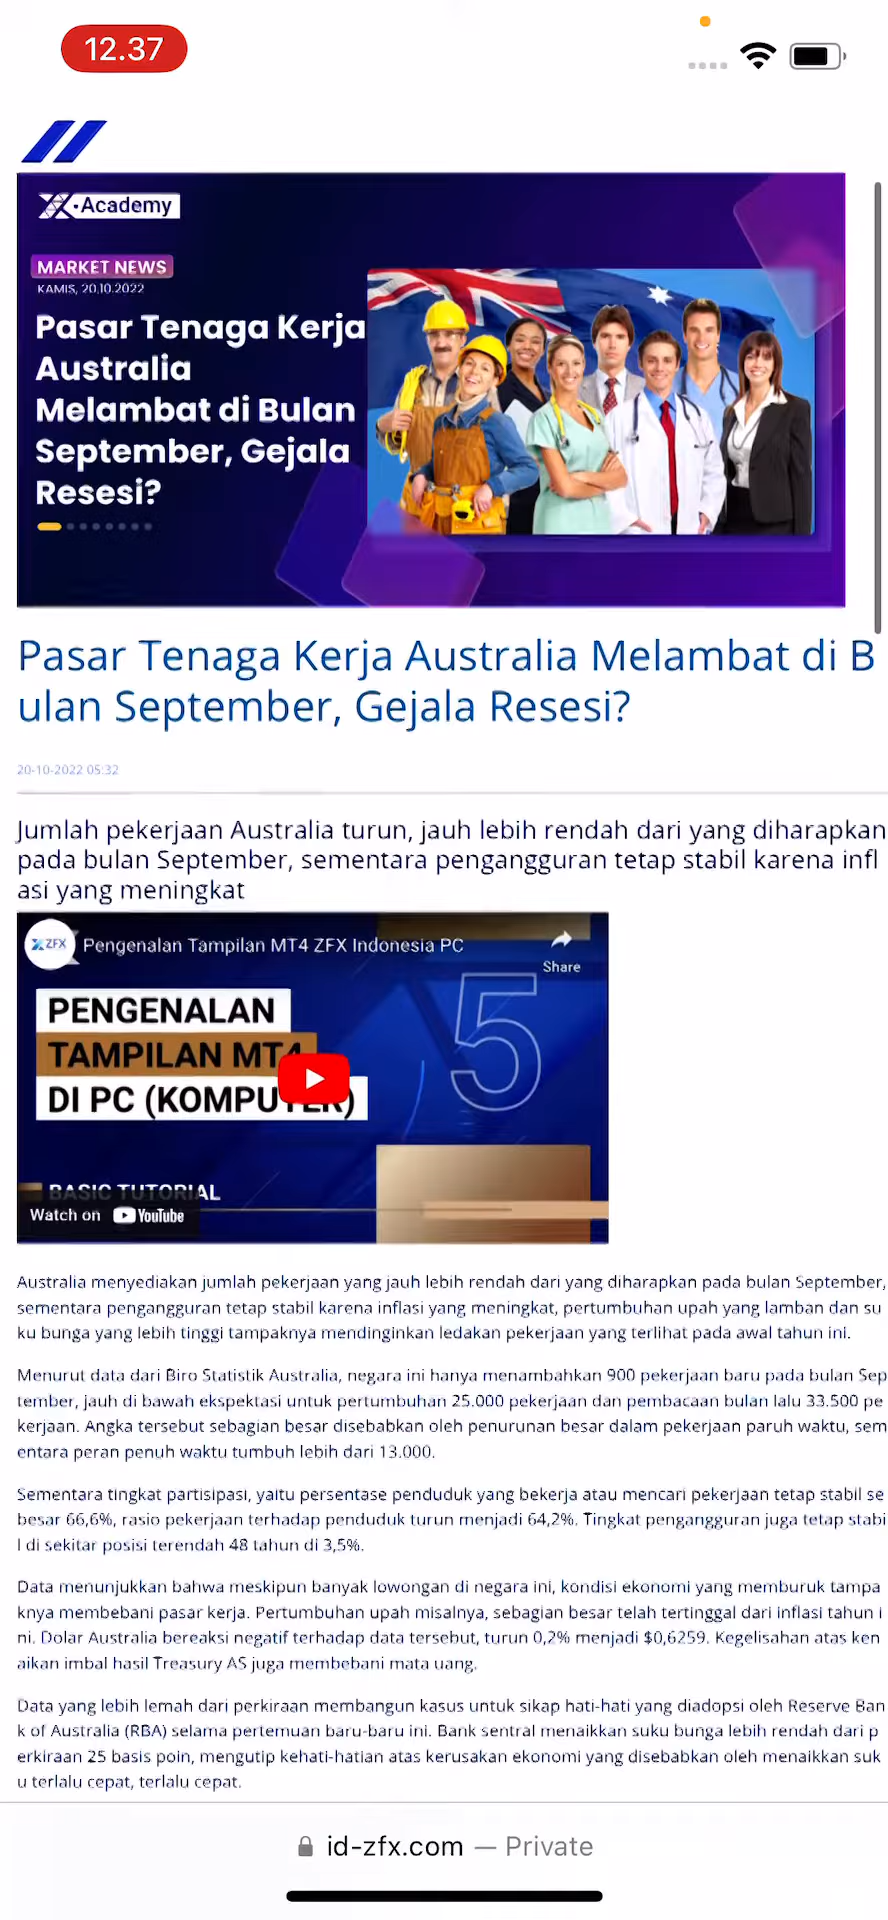 12.37
Academy
MARKET NEWS
KAMIS, 20.10.2022
Pasar Tenaga Kerja
Australia
Melambat di Bulan
September, Gejala
Resesi?
Pasar Tenaga Kerja Australia Melambat di B
ulan September, Gejala Resesi?
20-10-2022 05:32
Jumlah pekerjaan Australia turun, jauh lebih rendah dari yang diharapkan
pada bulan September, sementara pengangguran tetap stabil karena infl
asi yang meningkat
ZFX
Pengenalan Tampilan MT4 ZFX Indonesia PC
Share
PENGENALAN
TAMPILAN MT4
DI PC (KOMPUTER)
5
BASIC TUTORIAL
Watch on YouTube
Australia menyediakan jumlah pekerjaan yang jauh lebih rendah dari yang diharapkan pada bulan September,
sementara pengangguran tetap stabil karena inflasi yang meningkat, pertumbuhan upah yang lamban dan su
ku bunga yang lebih tinggi tampaknya mendinginkan ledakan pekerjaan yang terlihat pada awal tahun ini.
Menurut data dari Biro Statistik Australia, negara ini hanya menambahkan 900 pekerjaan baru pada bulan Sep
tember, jauh di bawah ekspektasi untuk pertumbuhan 25.000 pekerjaan dan pembacaan bulan lalu 33.500 pe
kerjaan. Angka tersebut sebagian besar disebabkan oleh penurunan besar dalam pekerjaan paruh waktu, sem
entara peran penuh waktu tumbuh lebih dari 13.000.
Sementara tingkat partisipasi, yaitu persentase penduduk yang bekerja atau mencari pekerjaan tetap stabil se
besar 66,6%, rasio pekerjaan terhadap penduduk turun menjadi 64,2%. Tingkat pengangguran juga tetap stabi
l di sekitar posisi terendah 48 tahun di 3,5%.
Data menunjukkan bahwa meskipun banyak lowongan di negara ini, kondisi ekonomi yang memburuk tampa
knya membebani pasar kerja. Pertumbuhan upah misalnya, sebagian besar telah tertinggal dari inflasi tahun i
ni. Dolar Australia bereaksi negatif terhadap data tersebut, turun 0,2% menjadi $0,6259. Kegelisahan atas ken
aikan imbal hasil Treasury AS juga membebani mata uang.
Data yang lebih lemah dari perkiraan membangun kasus untuk sikap hati-hati yang diadopsi oleh Reserve Ban
k of Australia (RBA) selama pertemuan baru-baru ini. Bank sentral menaikkan suku bunga lebih rendah dari p
erkiraan 25 basis poin, mengutip kehati-hatian atas kerusakan ekonomi yang disebabkan oleh menaikkan suk
u terlalu cepat, terlalu cepat.
id-zfx.com — Private